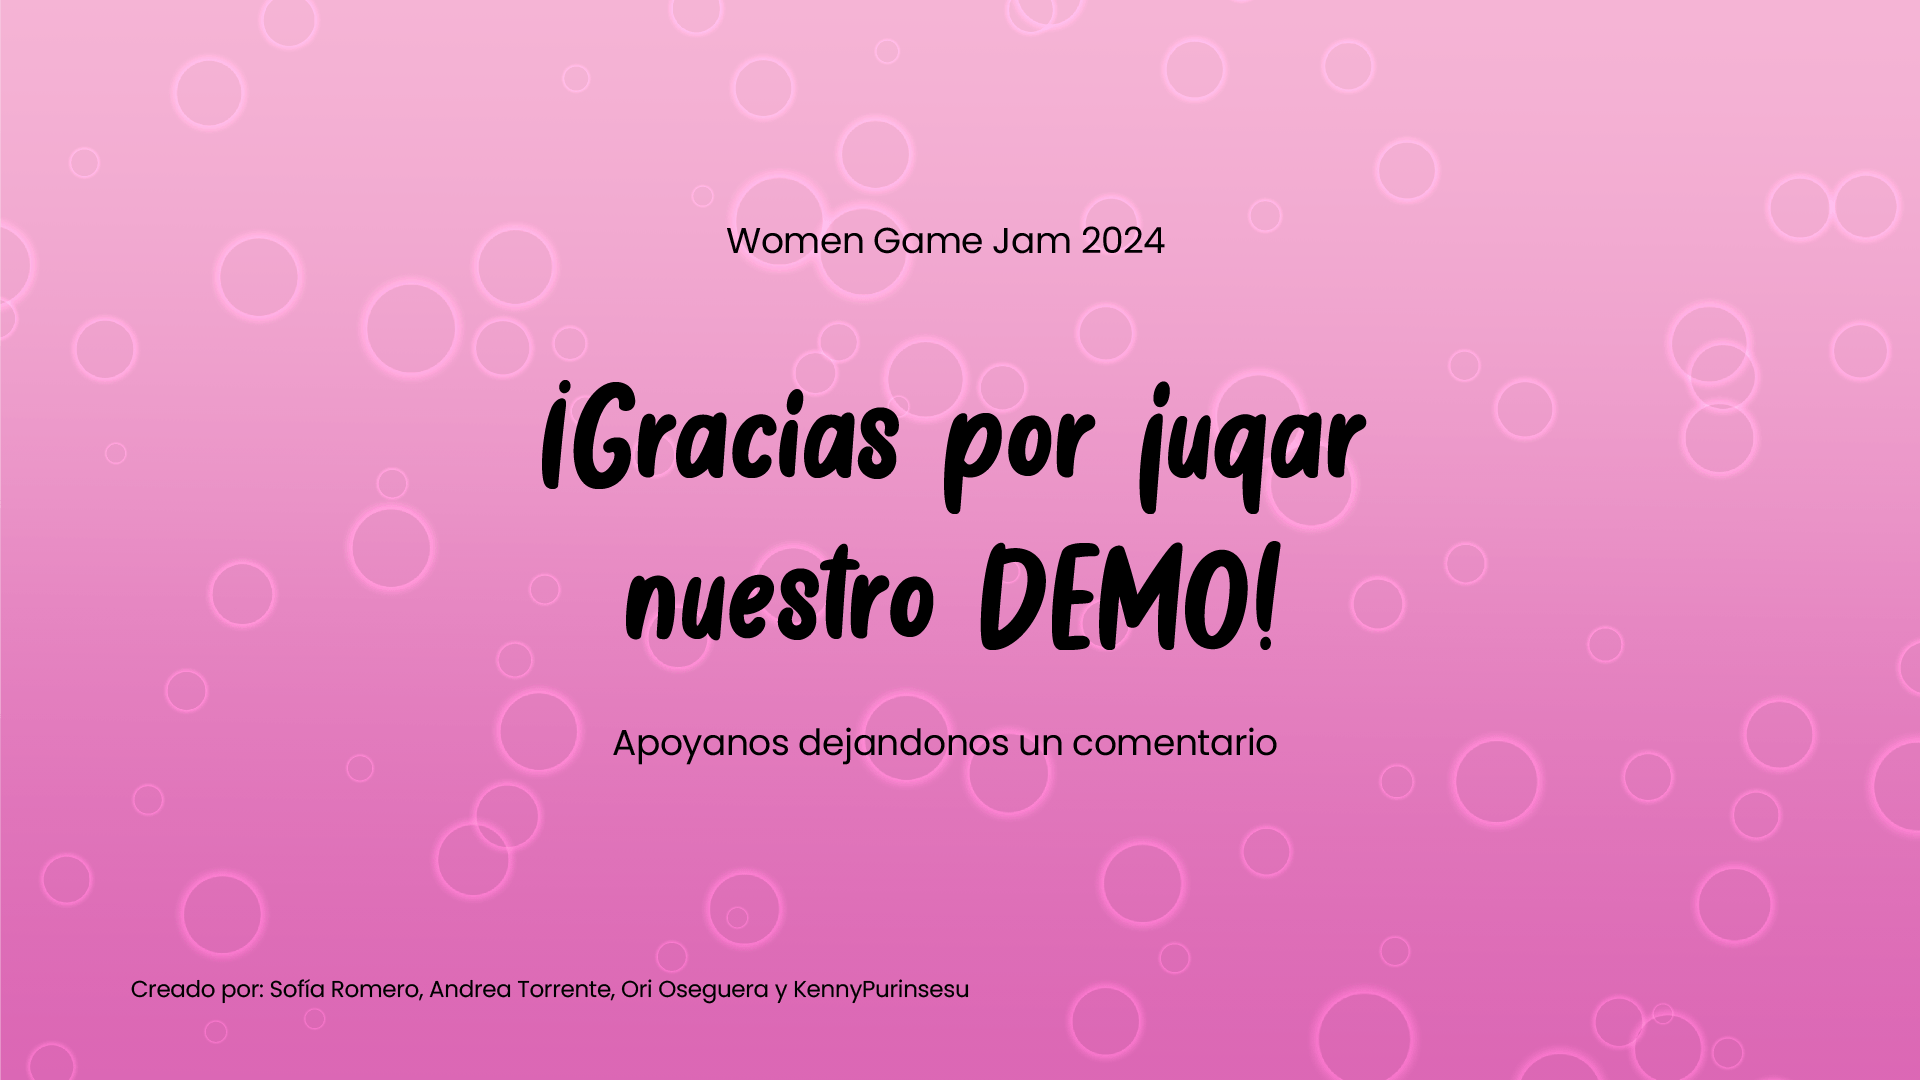 Women Game Jam 2024
¡Gracias por jugar
nuestro DEMO!
Apoyanos dejandonos un comentario
Creado por: Sofía Romero, Andrea Torrente, Ori Oseguera y KennyPurinsesu